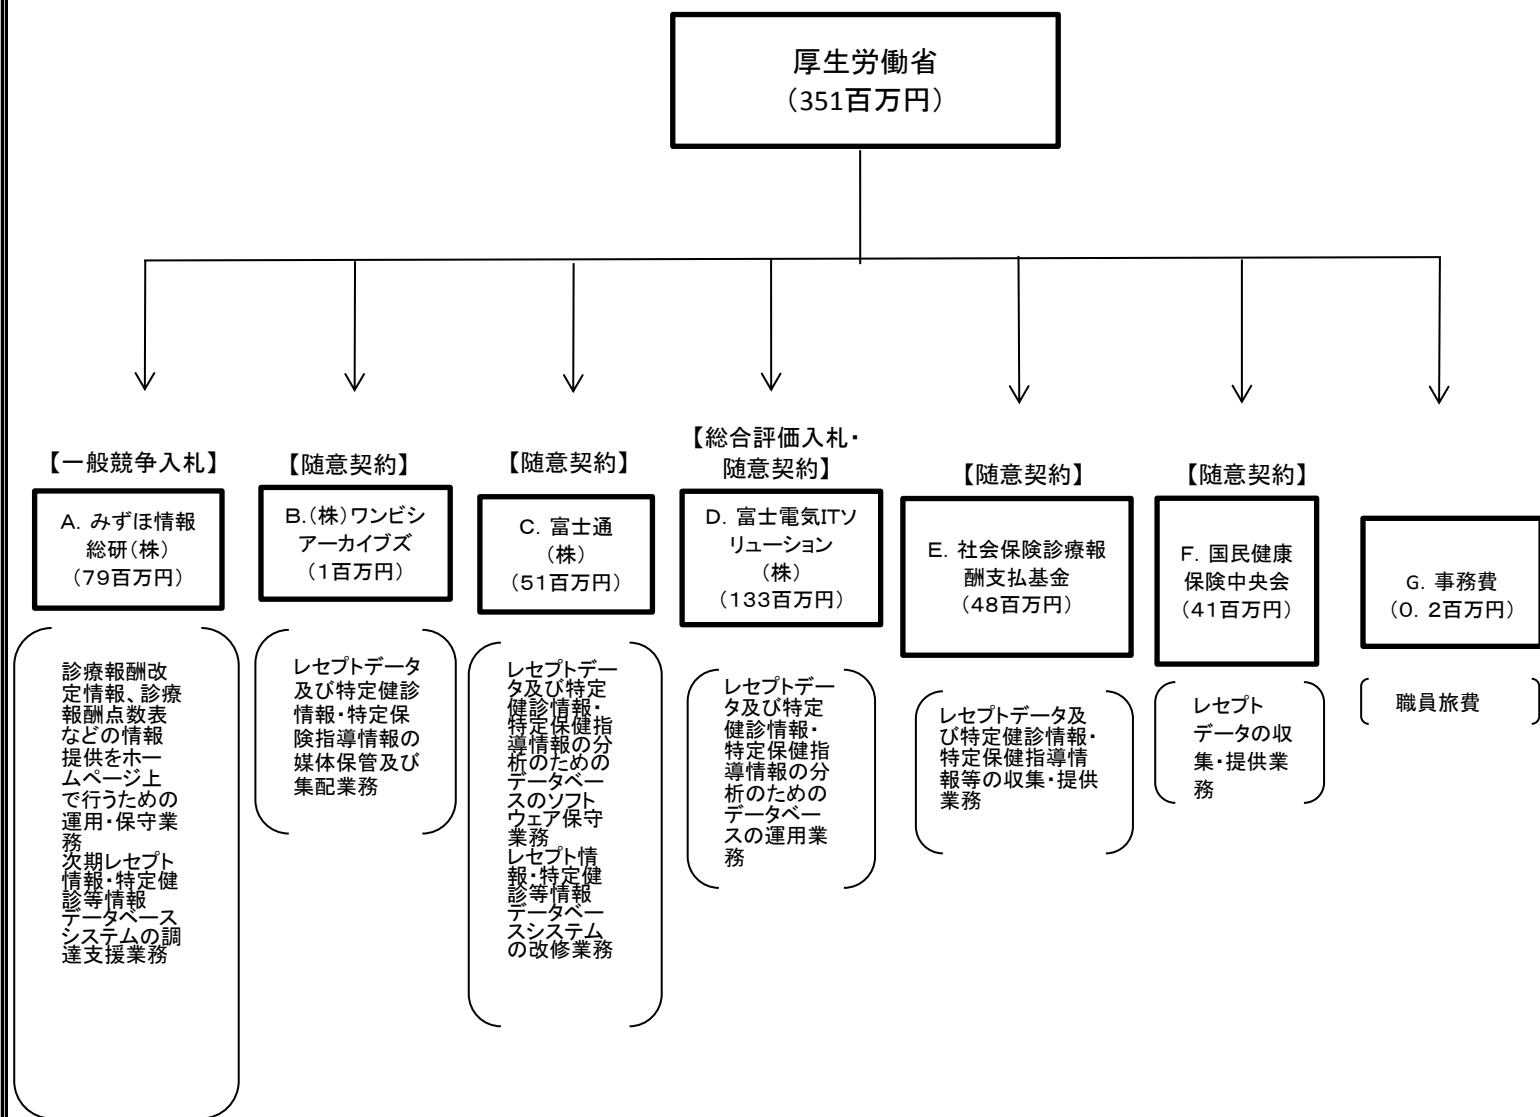 厚生労働省
（351百万円）
【一般競争入札】
A．みずほ情報
総研（株）
（79百万円）
診療報酬改
定情報、診療
報酬点数表
などの情報
提供をホー
ムページ上
で行うための
運用・保守業
務
次期レセプト
情報・特定健
診等情報
データベース
システムの調
達支援業務
【随意契約】
B．（株）ワンビシ
アーカイブズ
（1百万円）
レセプトデータ
及び特定健診
情報・特定保
険指導情報の
媒体保管及び
集配業務
【随意契約】
C．富士通
（株）
（51百万円）
レセプトデー
タ及び特定
健診情報・
特定保健指
導情報の分
析のための
データベー
スのソフト
ウェア保守
業務
レセプト情
報・特定健
診等情報
データベー
スシステム
の改修業務
【総合評価入札・
随意契約】
D．富士電気ITソ
リューション
（株）
（133百万円）
レセプトデー
タ及び特定
健診情報・
特定保健指
導情報の分
析のための
データベー
スの運用業
務
【随意契約】
E．社会保険診療報
酬支払基金
（48百万円）
レセプトデータ及
び特定健診情報・
特定保健指導情
報等の収集・提供
業務
【随意契約】
F．国民健康
保険中央会
（41百万円）
レセプト
データの収
集・提供業
務
G．事務費
（0．2百万円）
職員旅費